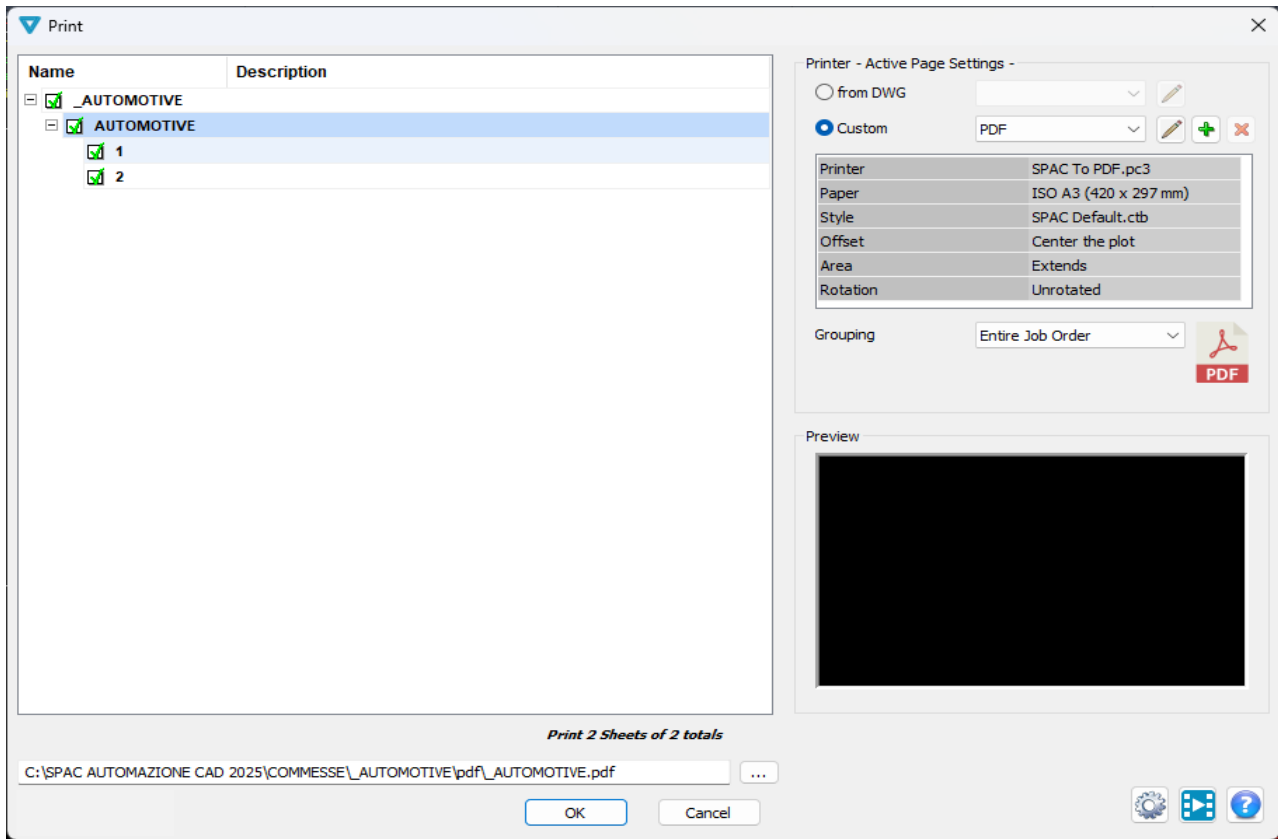 Print
Name Description
_AUTOMOTIVE
AUTOMOTIVE
1
2
Print 2 Sheets of 2 totals
C:\SPAC AUTOMAZIONE CAD 2025\COMMESSE\_AUTOMOTIVE\pdf\_AUTOMOTIVE.pdf
...
OK Cancel
Printer - Active Page Settings -
from DWG
Custom PDF
Printer SPAC To PDF.pc3
Paper ISO A3 (420 x 297 mm)
Style SPAC Default.ctb
Offset Center the plot
Area Extends
Rotation Unrotated
Grouping Entire Job Order
PDF
Preview
?